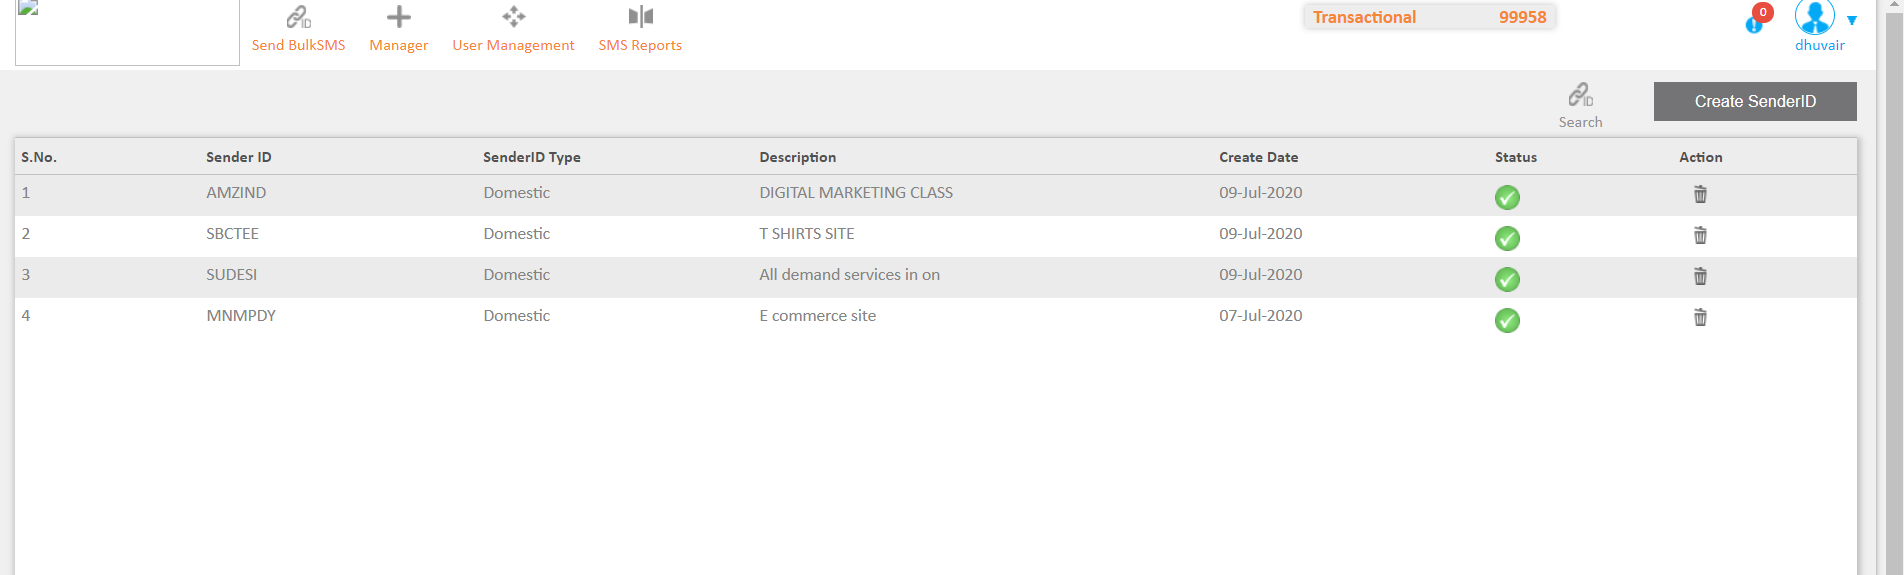 Send BulkSMS Manager User Management SMS Reports Transactional 99958 0 dhuvair
Search Create SenderID
S.No. Sender ID SenderID Type Description Create Date Status Action
1 AMZIND Domestic DIGITAL MARKETING CLASS 09-Jul-2020
2 SBCTEE Domestic T SHIRTS SITE 09-Jul-2020
3 SUDESI Domestic All demand services in on 09-Jul-2020
4 MNMPDY Domestic E commerce site 07-Jul-2020